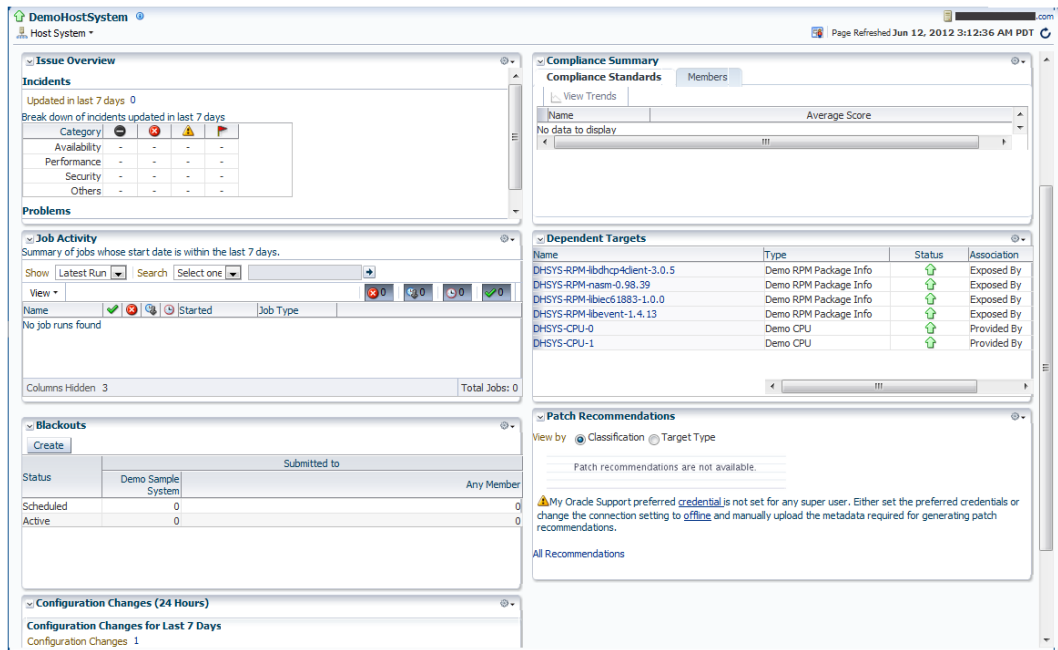 DemoHostSystem
.com
Host System
Page Refreshed Jun 12, 2012 3:12:36 AM PDT
Issue Overview
Incidents
Updated in last 7 days 0
Break down of incidents updated in last 7 days
Category
Availability - - - -
Performance - - - -
Security - - - -
Others - - - -
Problems
Compliance Summary
Compliance Standards Members
View Trends
Name Average Score
No data to display
Job Activity
Summary of jobs whose start date is within the last 7 days.
Show Latest Run Search Select one
View 0 0 0 0
Name Started Job Type
No job runs found
Columns Hidden 3 Total Jobs: 0
Dependent Targets
Name Type Status Association
DHSYS-RPM-libdhcp4client-3.0.5 Demo RPM Package Info Exposed By
DHSYS-RPM-nasm-0.98.39 Demo RPM Package Info Exposed By
DHSYS-RPM-libiec61883-1.0.0 Demo RPM Package Info Exposed By
DHSYS-RPM-libevent-1.4.13 Demo RPM Package Info Exposed By
DHSYS-CPU-0 Demo CPU Provided By
DHSYS-CPU-1 Demo CPU Provided By
Blackouts
Create
Status Submitted to
Demo Sample
System
Any Member
Scheduled 0 0
Active 0 0
Patch Recommendations
View by Classification Target Type
Patch recommendations are not available.
My Oracle Support preferred credential is not set for any super user. Either set the preferred credentials or
change the connection setting to offline and manually upload the metadata required for generating patch
recommendations.
All Recommendations
Configuration Changes (24 Hours)
Configuration Changes for Last 7 Days
Configuration Changes 1